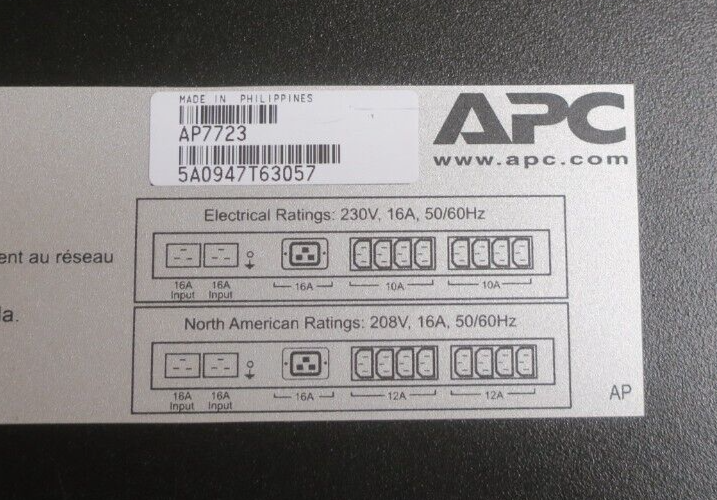 MADE IN PHILIPPINES
AP7723
5A0947T63057
APC
www.apc.com
ent au réseau
la.
Electrical Ratings: 230V, 16A, 50/60Hz
16A Input 16A Input 16A 10A 10A
North American Ratings: 208V, 16A, 50/60Hz
16A Input 16A Input 16A 12A 12A
AP